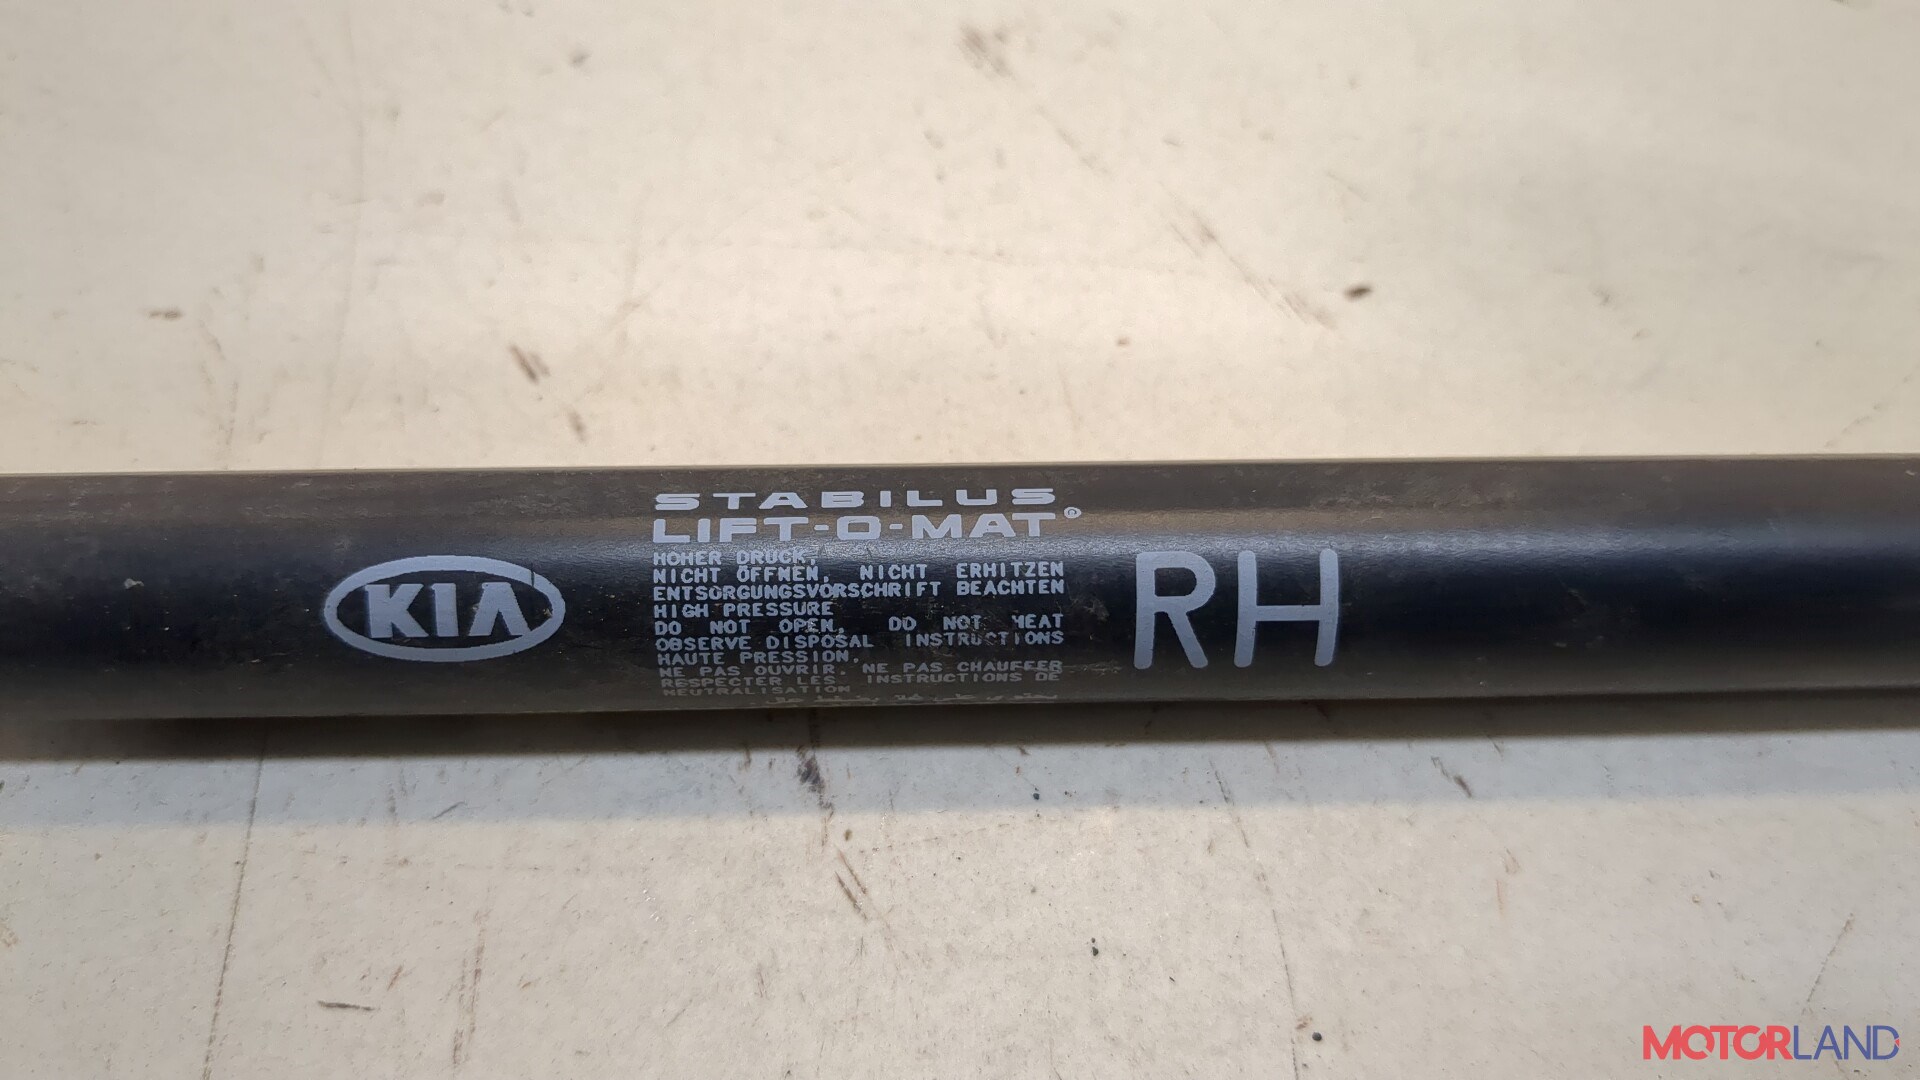 KIA
STABILUS
LIFT-O-MAT®
HOHER DRUCK,
NICHT ÖFFNEN, NICHT ERHITZEN
ENTSORGUNGSVORSCHRIFT BEACHTEN
HIGH PRESSURE
DO NOT OPEN, DO NOT HEAT
OBSERVE DISPOSAL INSTRUCTIONS
HAUTE PRESSION,
NE PAS OUVRIR, NE PAS CHAUFFER
RESPECTER LES INSTRUCTIONS DE
NEUTRALISATION
RH
MOTORLAND